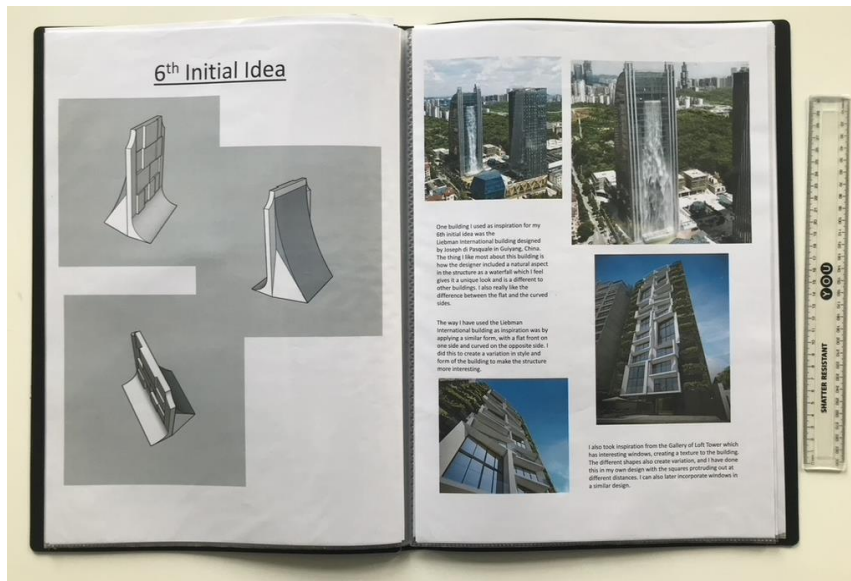 6th Initial Idea
One building I used as inspiration for my
6th initial idea was the
Liebman International building designed
by Joseph di Pasquale in Guiyang, China.
The thing I like most about this building is
how the designer included a natural aspect
in the structure as a waterfall which I feel
gives it a unique look and is a different to
other buildings. I also really like the
difference between the flat and the curved
sides.
The way I have used the Liebman
International building as inspiration was by
applying a similar form, with a flat front on
one side and curved on the opposite side. I
did this to create a variation in style and
form of the building to make the structure
more interesting.
I also took inspiration from the Gallery of Loft Tower which
has interesting windows, creating a texture to the building.
The different shapes also create variation, and I have done
this in my own design with the squares protruding out at
different distances. I can also later incorporate windows in
a similar design.
SHATTER RESISTANT
YOU